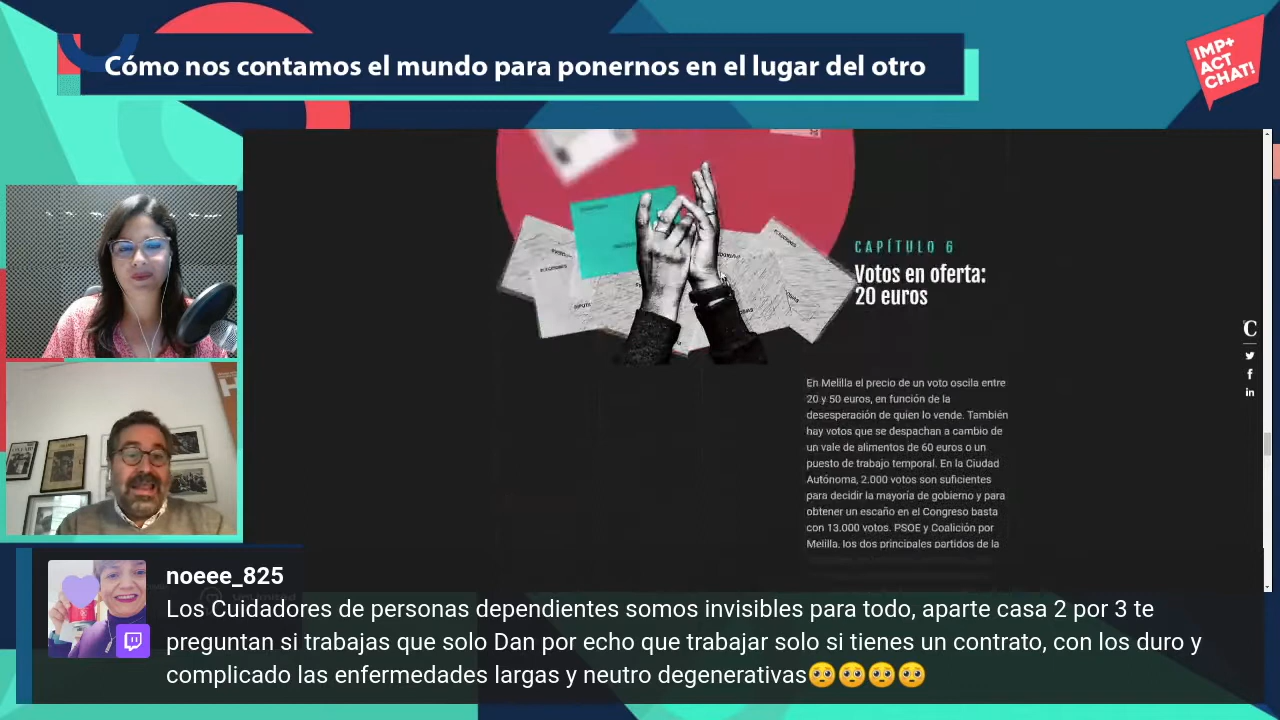 Cómo nos contamos el mundo para ponernos en el lugar del otro
IMP+
ACT
CHAT!
CAPÍTULO 6
Votos en oferta:
20 euros
En Melilla el precio de un voto oscila entre
20 y 50 euros, en función de la
desesperación de quien lo vende. También
hay votos que se despachan a cambio de
un vale de alimentos de 60 euros o un
puesto de trabajo temporal. En la Ciudad
Autónoma, 2.000 votos son suficientes
para decidir la mayoría de gobierno y para
obtener un escaño en el Congreso basta
con 13.000 votos. PSOE y Coalición por
Melilla, los dos principales partidos de la
C
noeee_825
Los Cuidadores de personas dependientes somos invisibles para todo, aparte casa 2 por 3 te
preguntan si trabajas que solo Dan por echo que trabajar solo si tienes un contrato, con los duro y
complicado las enfermedades largas y neutro degenerativas🥺🥺🥺🥺